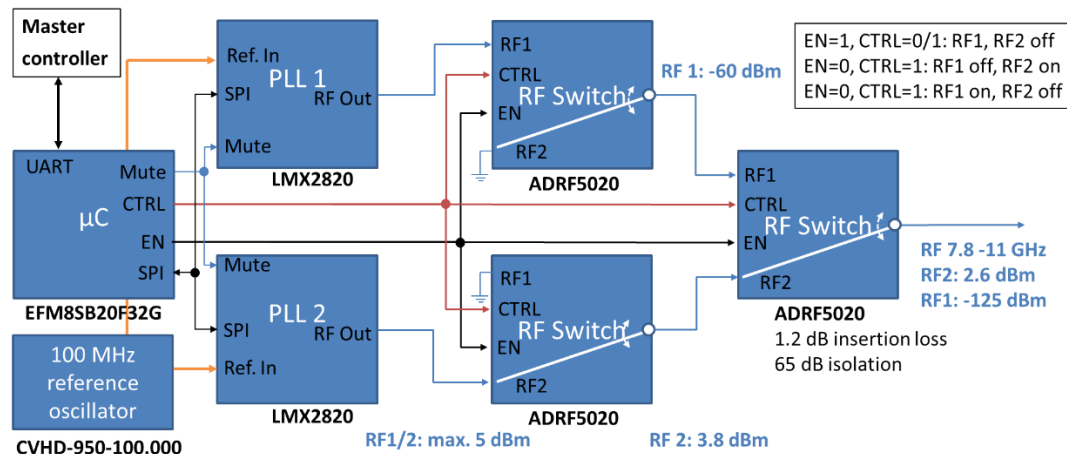 Master
controller
UART
Mute
CTRL
EN
SPI
µC
EFM8SB20F32G
100 MHz
reference
oscillator
CVHD-950-100.000
Ref. In
PLL 1
SPI
RF Out
Mute
LMX2820
Mute
PLL 2
SPI
RF Out
Ref. In
LMX2820
RF1/2: max. 5 dBm
RF1
CTRL
RF Switch
EN
RF2
ADRF5020
RF 1: -60 dBm
RF1
CTRL
RF Switch
EN
RF2
ADRF5020
RF 2: 3.8 dBm
EN=1, CTRL=0/1: RF1, RF2 off
EN=0, CTRL=1: RF1 off, RF2 on
EN=0, CTRL=1: RF1 on, RF2 off
RF1
CTRL
RF Switch
EN
RF2
ADRF5020
1.2 dB insertion loss
65 dB isolation
RF 7.8 -11 GHz
RF2: 2.6 dBm
RF1: -125 dBm